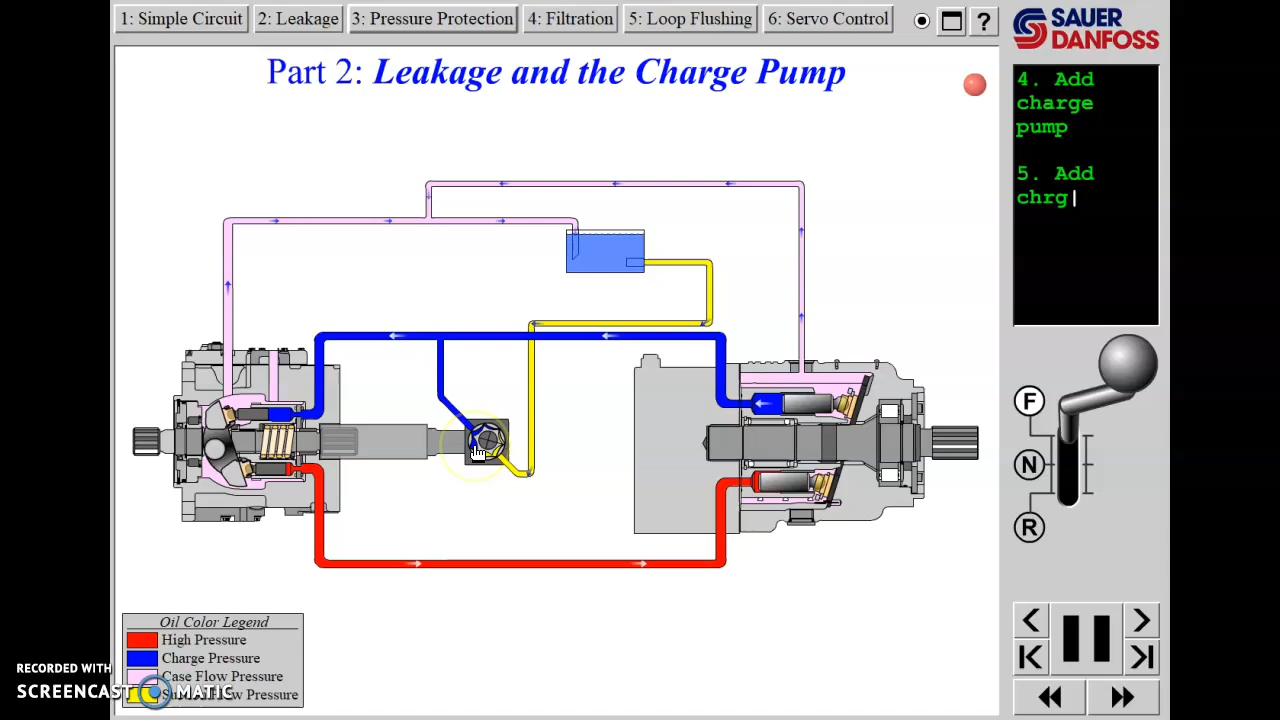 1: Simple Circuit
2: Leakage
3: Pressure Protection
4: Filtration
5: Loop Flushing
6: Servo Control
?
SAUER
DANFOSS
Part 2: Leakage and the Charge Pump
4. Add
charge
pump
5. Add
chrg
F
N
R
Oil Color Legend
High Pressure
Charge Pressure
Case Flow Pressure
Flow Pressure
RECORDED WITH
SCREENCAST MATIC